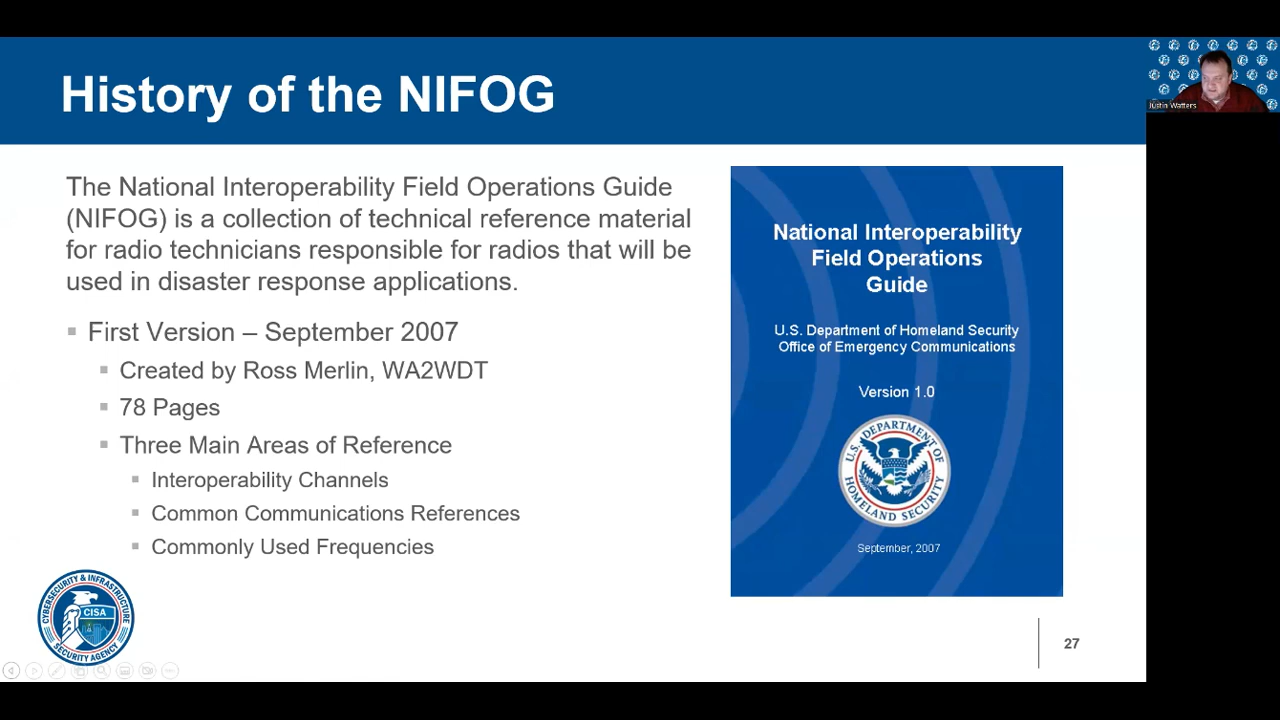 History of the NIFOG
Justin Watters
The National Interoperability Field Operations Guide
(NIFOG) is a collection of technical reference material
for radio technicians responsible for radios that will be
used in disaster response applications.
First Version – September 2007
Created by Ross Merlin, WA2WDT
78 Pages
Three Main Areas of Reference
Interoperability Channels
Common Communications References
Commonly Used Frequencies
National Interoperability
Field Operations
Guide
U.S. Department of Homeland Security
Office of Emergency Communications
Version 1.0
U.S. DEPARTMENT OF
HOMELAND SECURITY
September, 2007
CYBERSECURITY & INFRASTRUCTURE
CISA
SECURITY AGENCY
27